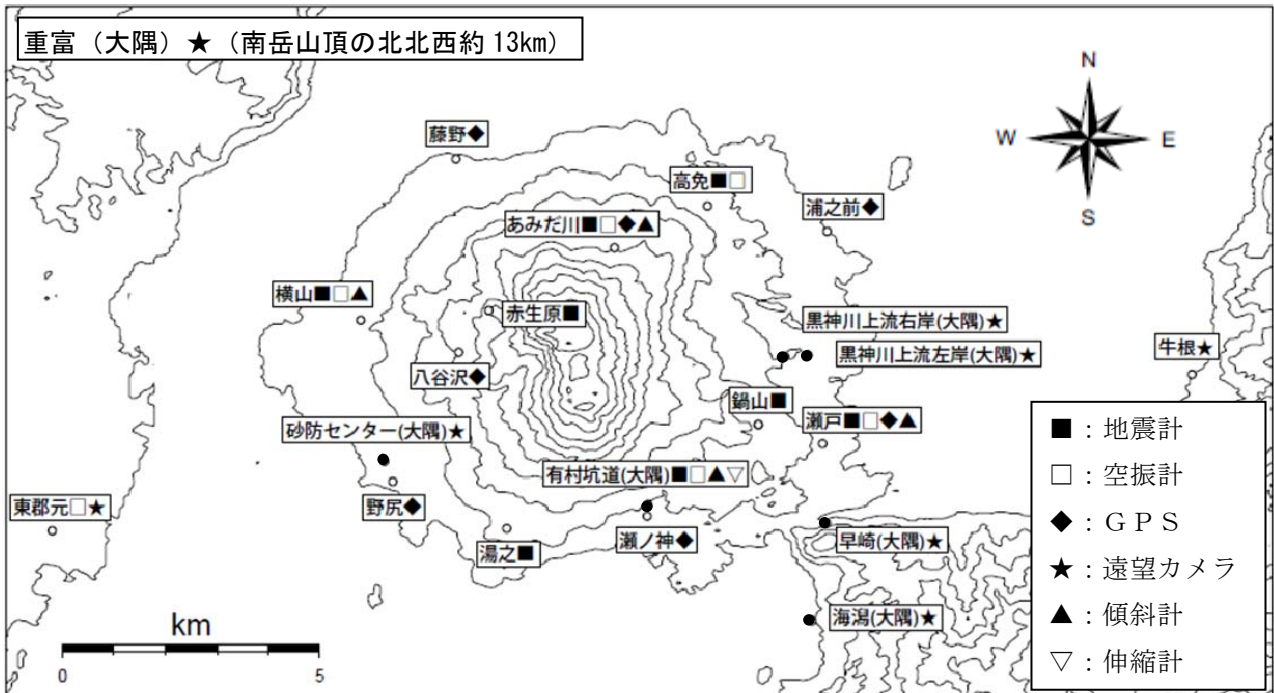 重富（大隅）★（南岳山頂の北北西約 13km）
N
W
E
S
藤野◆
高免■□
浦之前◆
あみだ川■□◆▲
横山■□▲
赤生原■
黒神川上流右岸(大隅)★
黒神川上流左岸(大隅)★
牛根★
八谷沢◆
鍋山■
瀬戸■□◆▲
砂防センター(大隅)★
有村坑道(大隅)■□▲▽
東郡元□★
野尻◆
湯之■
瀬ノ神◆
早崎(大隅)★
海潟(大隅)★
km
0
5
■：地震計
□：空振計
◆：ＧＰＳ
★：遠望カメラ
▲：傾斜計
▽：伸縮計